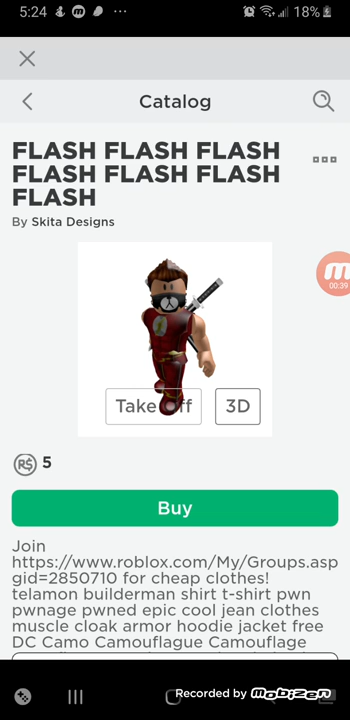 5:24
18%
Catalog
FLASH FLASH FLASH
FLASH FLASH FLASH
FLASH
By Skita Designs
00:39
Take Off
3D
R$ 5
Buy
Join
https://www.roblox.com/My/Groups.asp
gid=2850710 for cheap clothes!
telamon builderman shirt t-shirt pwn
pwnage pwned epic cool jean clothes
muscle cloak armor hoodie jacket free
DC Camo Camouflague Camouflage
Recorded by Mobizen